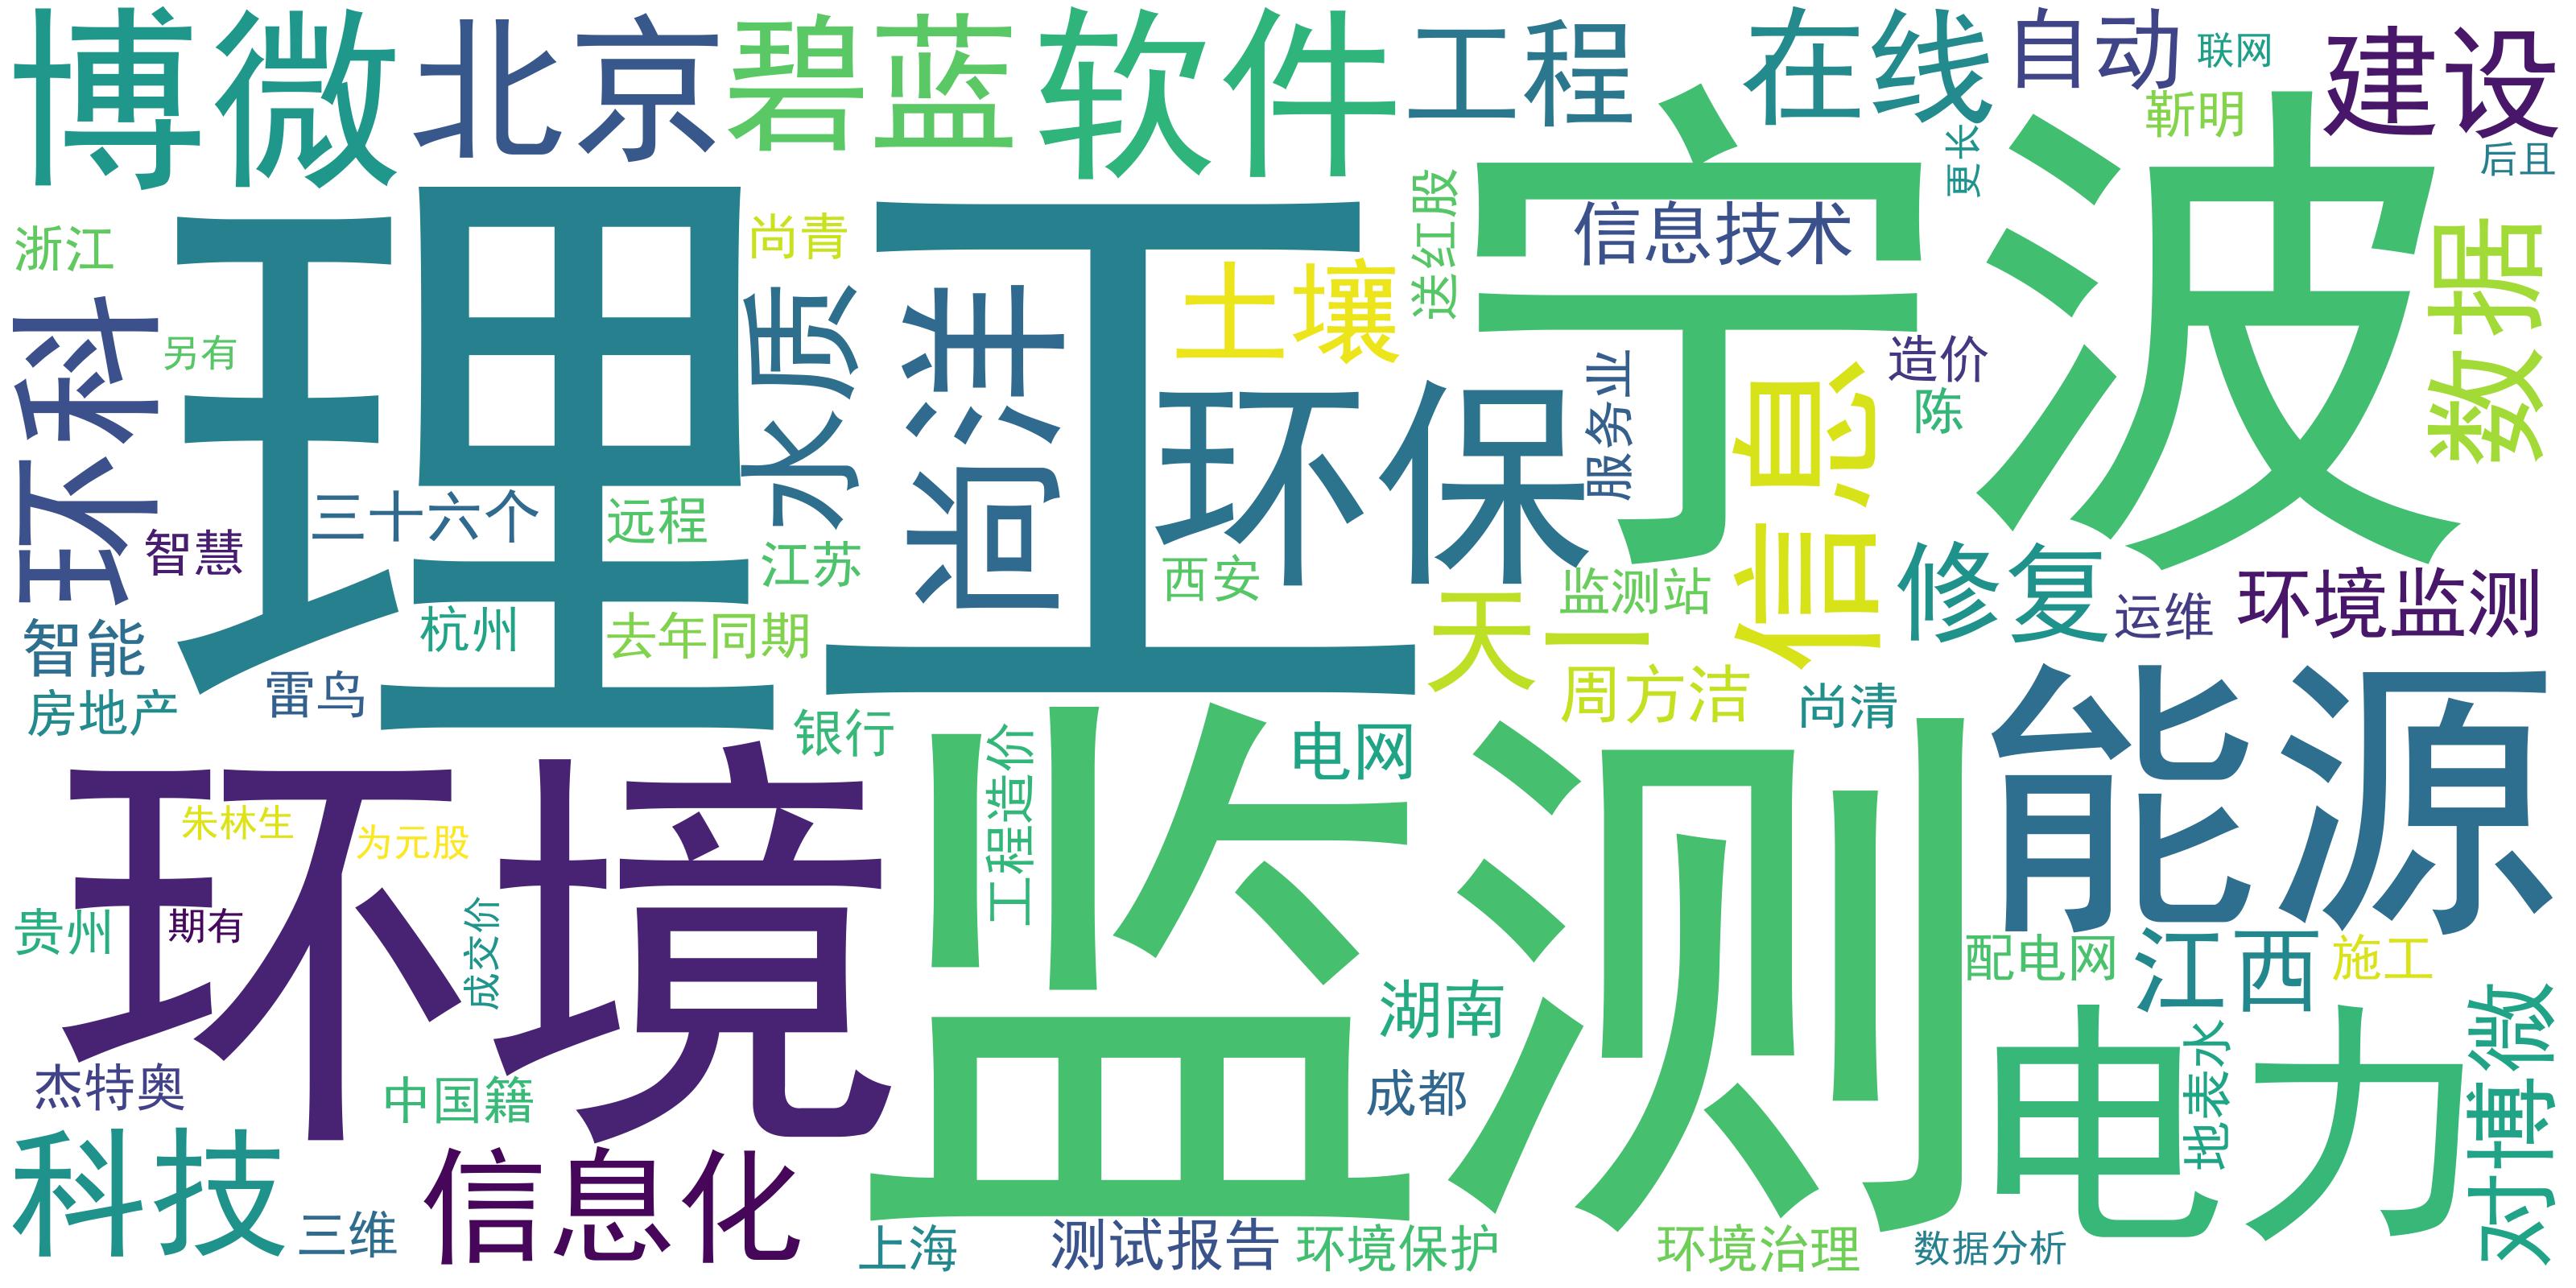 博微
北京
碧蓝
软件
工程
在线
自动
联网
建设
靳明
更长
后且
浙江
理工
尚青
送红股
宁波
信息技术
数据
环科
另有
水质
尚洋
土壤
环保
服务业
造价
陈
信息
三十六个
远程
智慧
江苏
西安
监测站
修复
运维
环境监测
智能
杭州
去年同期
天一
周方洁
尚清
房地产
雷鸟
银行
电网
能源
环境
监测
工程造价
朱林生
为元股
成交价
贵州
期有
湖南
配电网
江西
施工
杰特奥
中国籍
成都
电力
地表水
对博微
科技
三维
信息化
上海
测试报告
环境保护
环境治理
数据分析